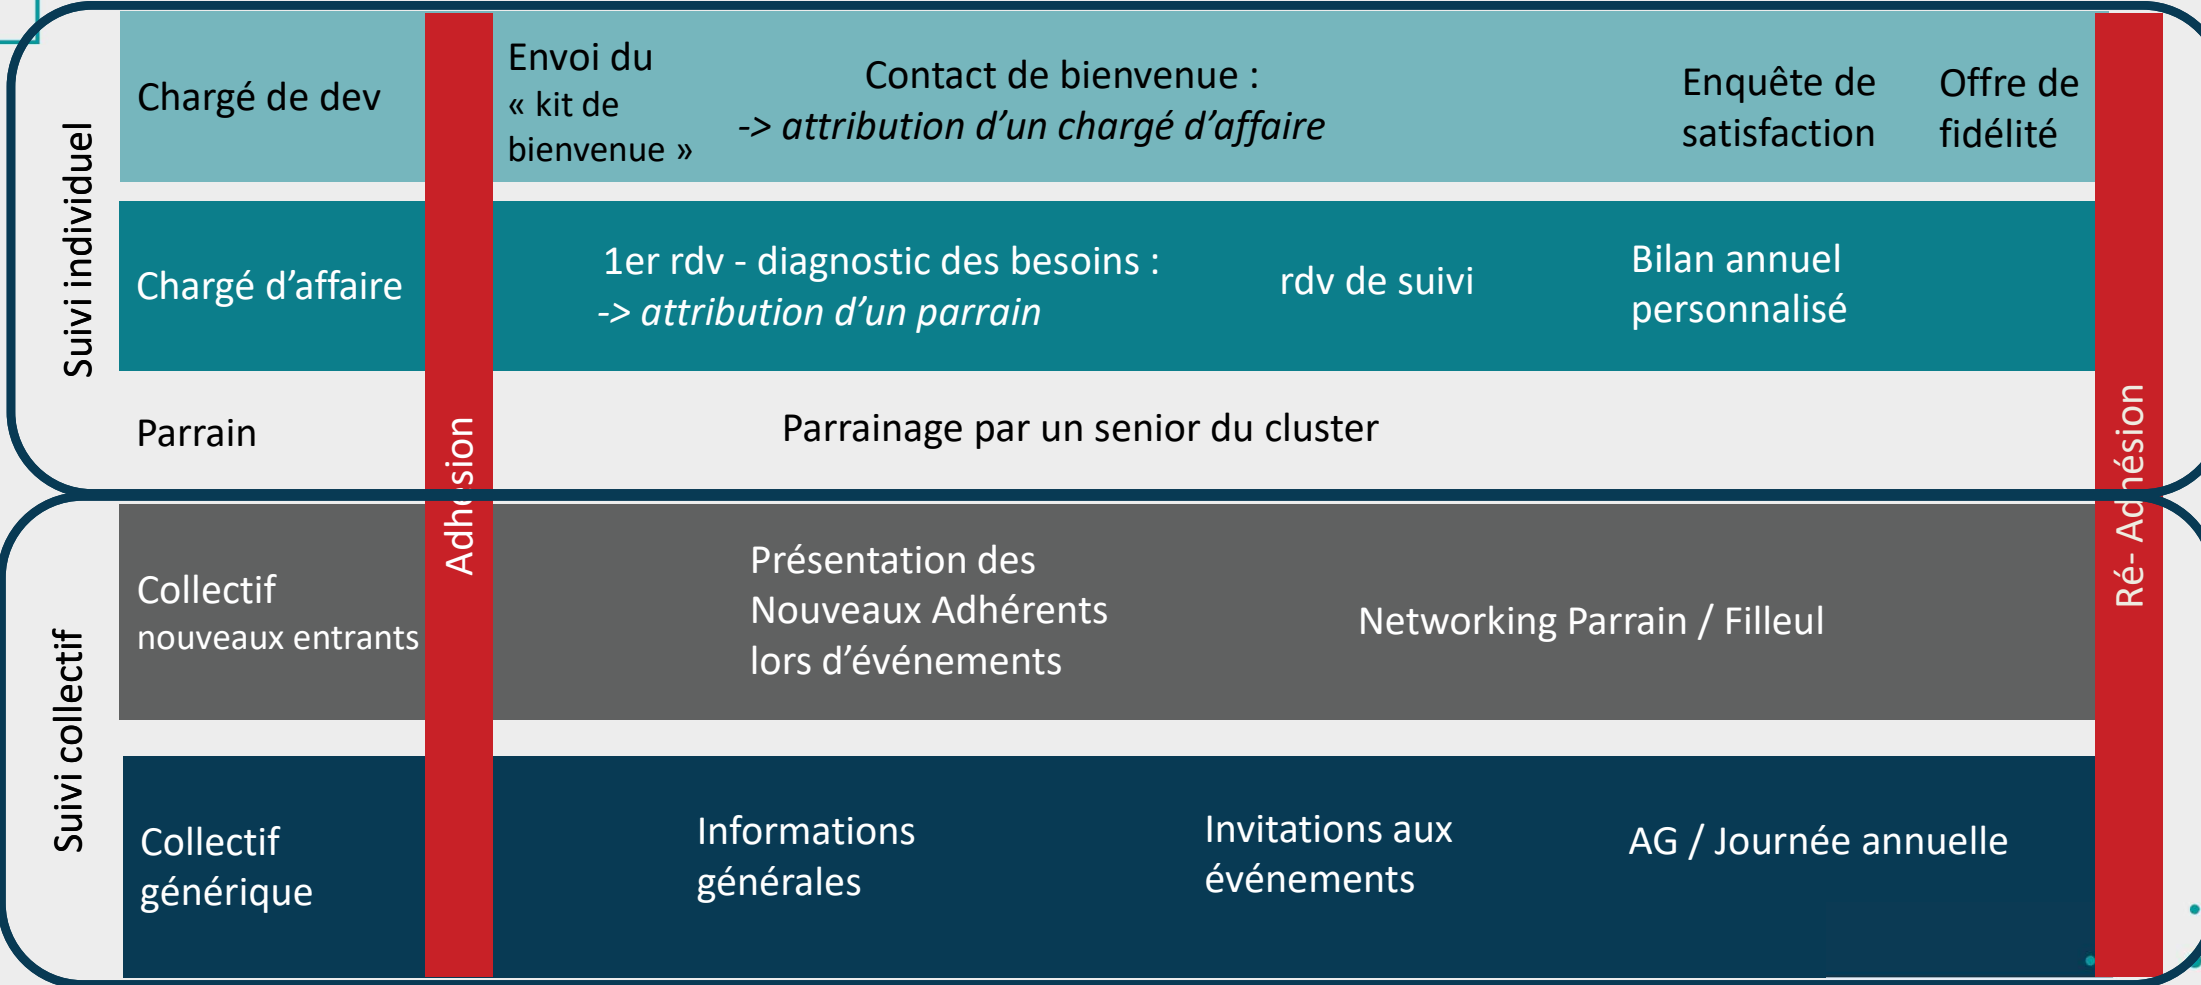 Suivi individuel
Chargé de dev
Envoi du
« kit de
bienvenue »
Contact de bienvenue :
-> attribution d’un chargé d’affaire
Enquête de
satisfaction
Offre de
fidélité
Chargé d’affaire
1er rdv - diagnostic des besoins :
-> attribution d’un parrain
rdv de suivi
Bilan annuel
personnalisé
Parrain
Parrainage par un senior du cluster
Adhésion
Ré- Adhésion
Suivi collectif
Collectif
nouveaux entrants
Présentation des
Nouveaux Adhérents
lors d’événements
Networking Parrain / Filleul
Collectif
générique
Informations
générales
Invitations aux
événements
AG / Journée annuelle